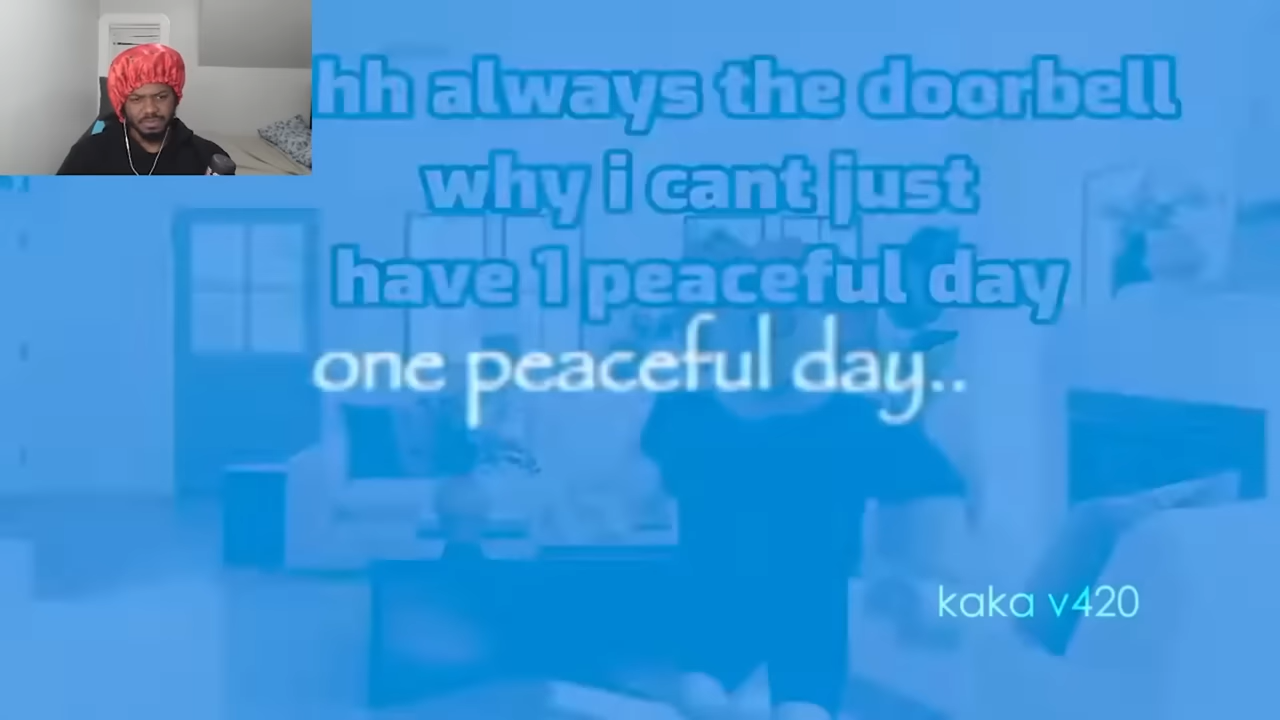 hh always the doorbell
why i cant just
have 1 peaceful day
one peaceful day..
kaka v420